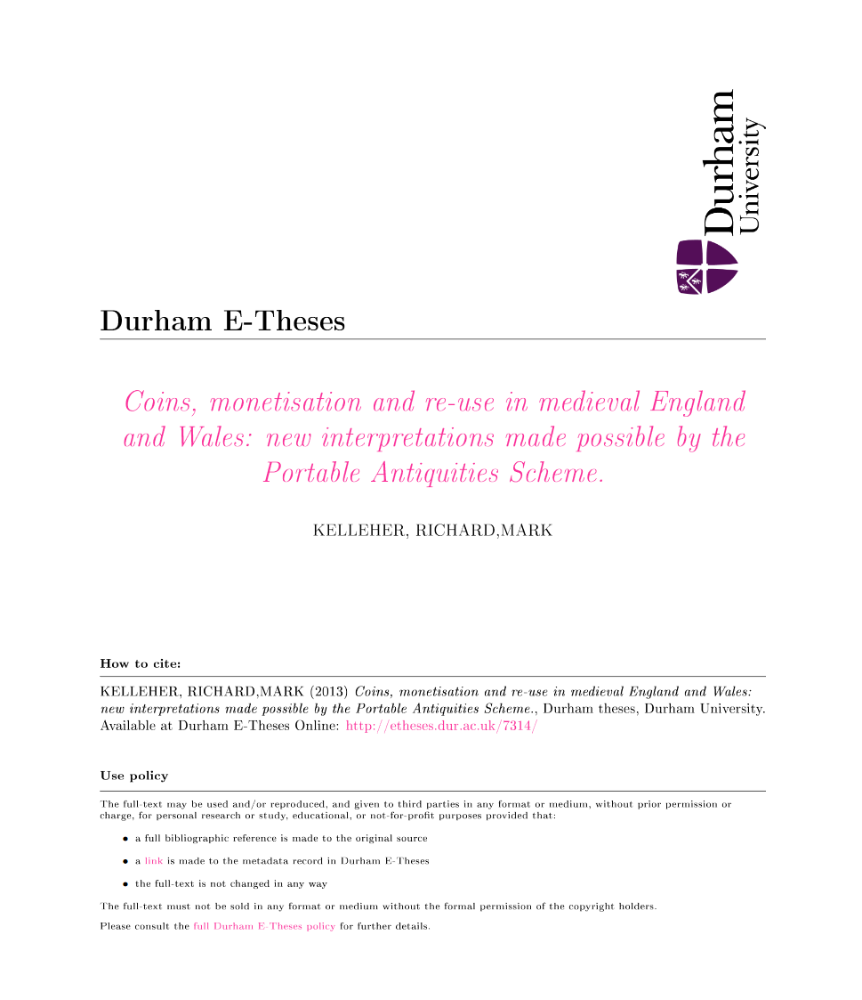 Durham
University
Durham E-Theses
Coins, monetisation and re-use in medieval England
and Wales: new interpretations made possible by the
Portable Antiquities Scheme.
KELLEHER, RICHARD,MARK
How to cite:
KELLEHER, RICHARD,MARK (2013) Coins, monetisation and re-use in medieval England and Wales:
new interpretations made possible by the Portable Antiquities Scheme., Durham theses, Durham University.
Available at Durham E-Theses Online: http://etheses.dur.ac.uk/7314/
Use policy
The full-text may be used and/or reproduced, and given to third parties in any format or medium, without prior permission or
charge, for personal research or study, educational, or not-for-profit purposes provided that:
• a full bibliographic reference is made to the original source
• a link is made to the metadata record in Durham E-Theses
• the full-text is not changed in any way
The full-text must not be sold in any format or medium without the formal permission of the copyright holders.
Please consult the full Durham E-Theses policy for further details.